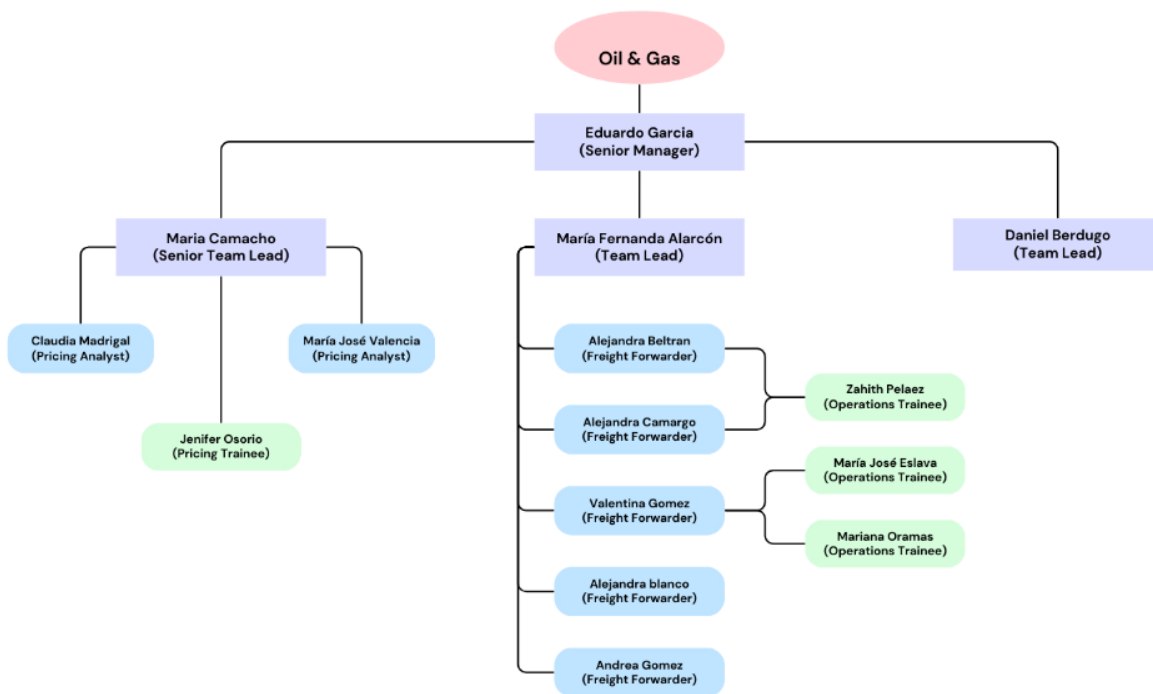 Oil & Gas
Eduardo Garcia
(Senior Manager)
Maria Camacho
(Senior Team Lead)
María Fernanda Alarcón
(Team Lead)
Daniel Berdugo
(Team Lead)
Claudia Madrigal
(Pricing Analyst)
María José Valencia
(Pricing Analyst)
Jenifer Osorio
(Pricing Trainee)
Alejandra Beltran
(Freight Forwarder)
Alejandra Camargo
(Freight Forwarder)
Valentina Gomez
(Freight Forwarder)
Alejandra blanco
(Freight Forwarder)
Andrea Gomez
(Freight Forwarder)
Zahith Pelaez
(Operations Trainee)
María José Eslava
(Operations Trainee)
Mariana Oramas
(Operations Trainee)